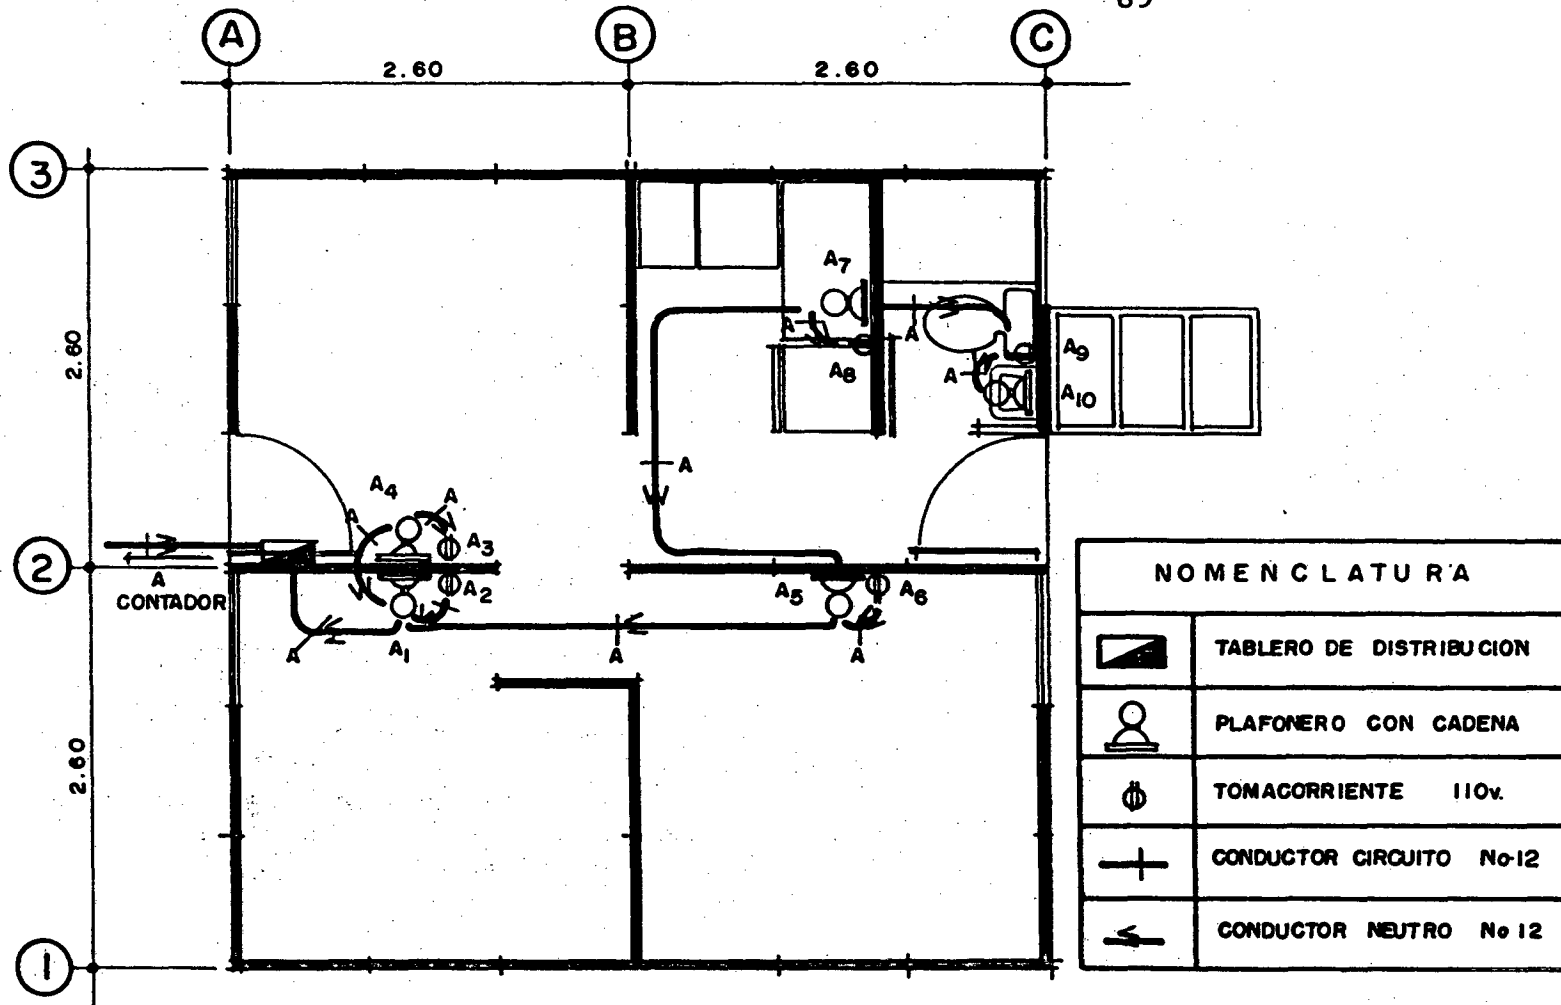 A B C
2.60 2.60
3
A7
A
A
A9
A8
A
A10
2.60
A
A4 A
A
A3
2
A
CONTADOR
A2
A5 A6
A A1 A A
2.60
1
NOMENCLATURA
TABLERO DE DISTRIBUCION
PLAFONERO CON CADENA
TOMACORRIENTE 110v.
CONDUCTOR CIRCUITO No 12
CONDUCTOR NEUTRO No 12